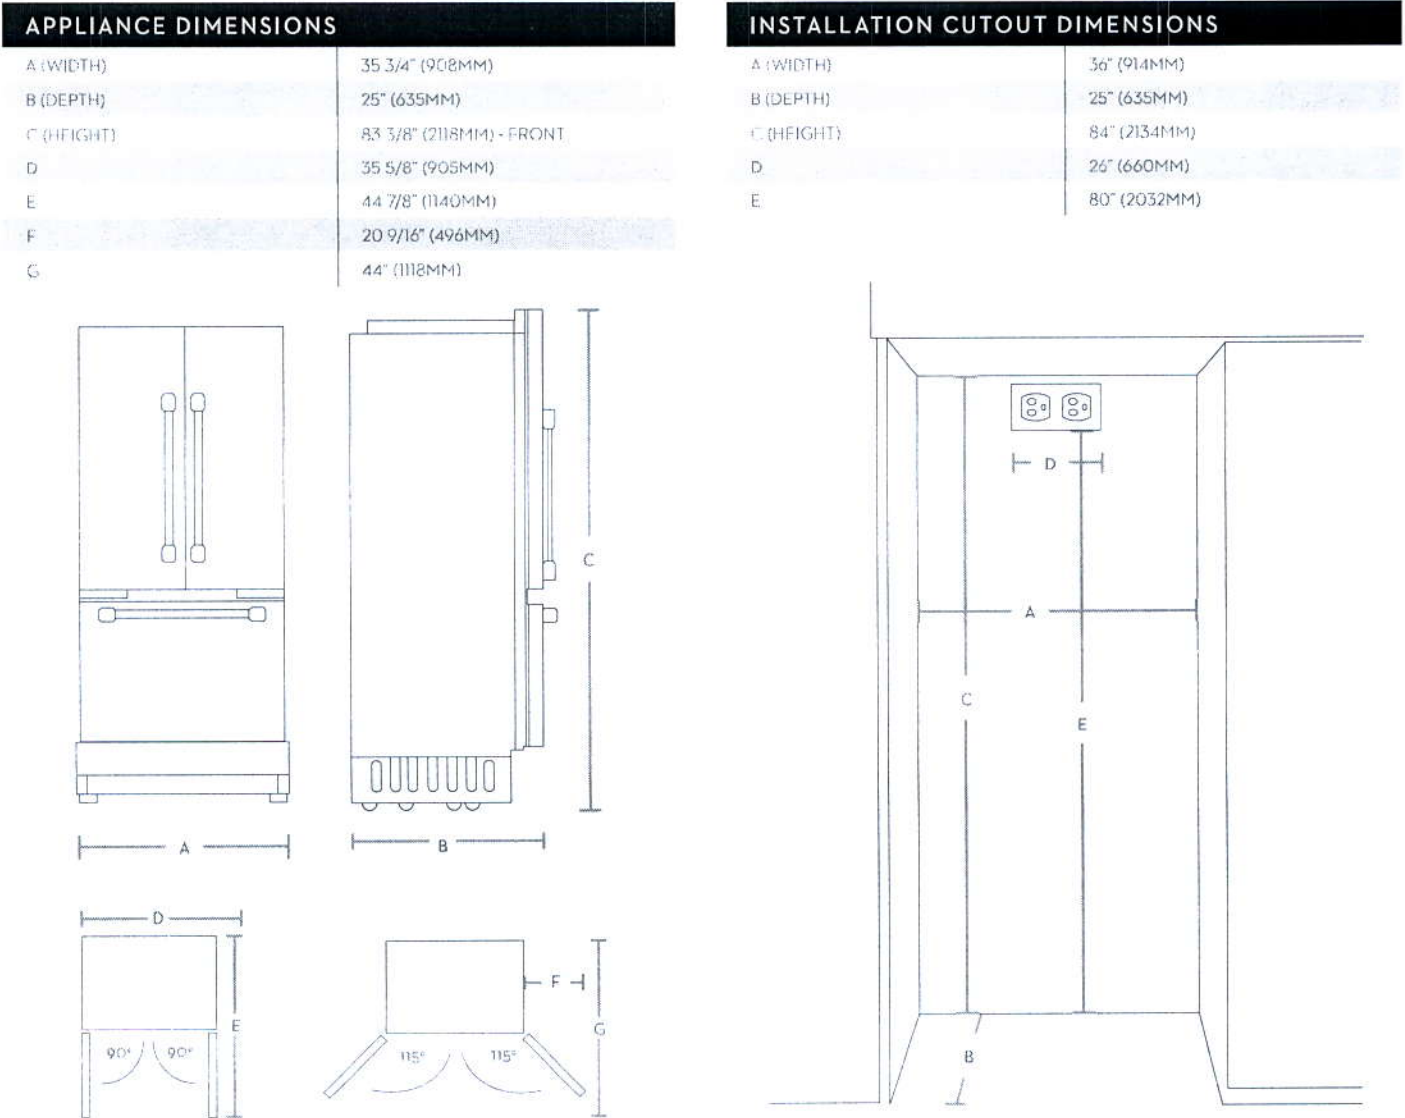 APPLIANCE DIMENSIONS
A (WIDTH) 35 3/4" (908MM)
B (DEPTH) 25" (635MM)
C (HEIGHT) 83 3/8" (2118MM) - FRONT
D 35 5/8" (905MM)
E 44 7/8" (1140MM)
F 20 9/16" (496MM)
G 44" (1118MM)
C
A
B
D
E
90° 90°
F
G
115° 115°
INSTALLATION CUTOUT DIMENSIONS
A (WIDTH) 36" (914MM)
B (DEPTH) 25" (635MM)
C (HEIGHT) 84" (2134MM)
D 26" (660MM)
E 80" (2032MM)
D
A
C
E
B